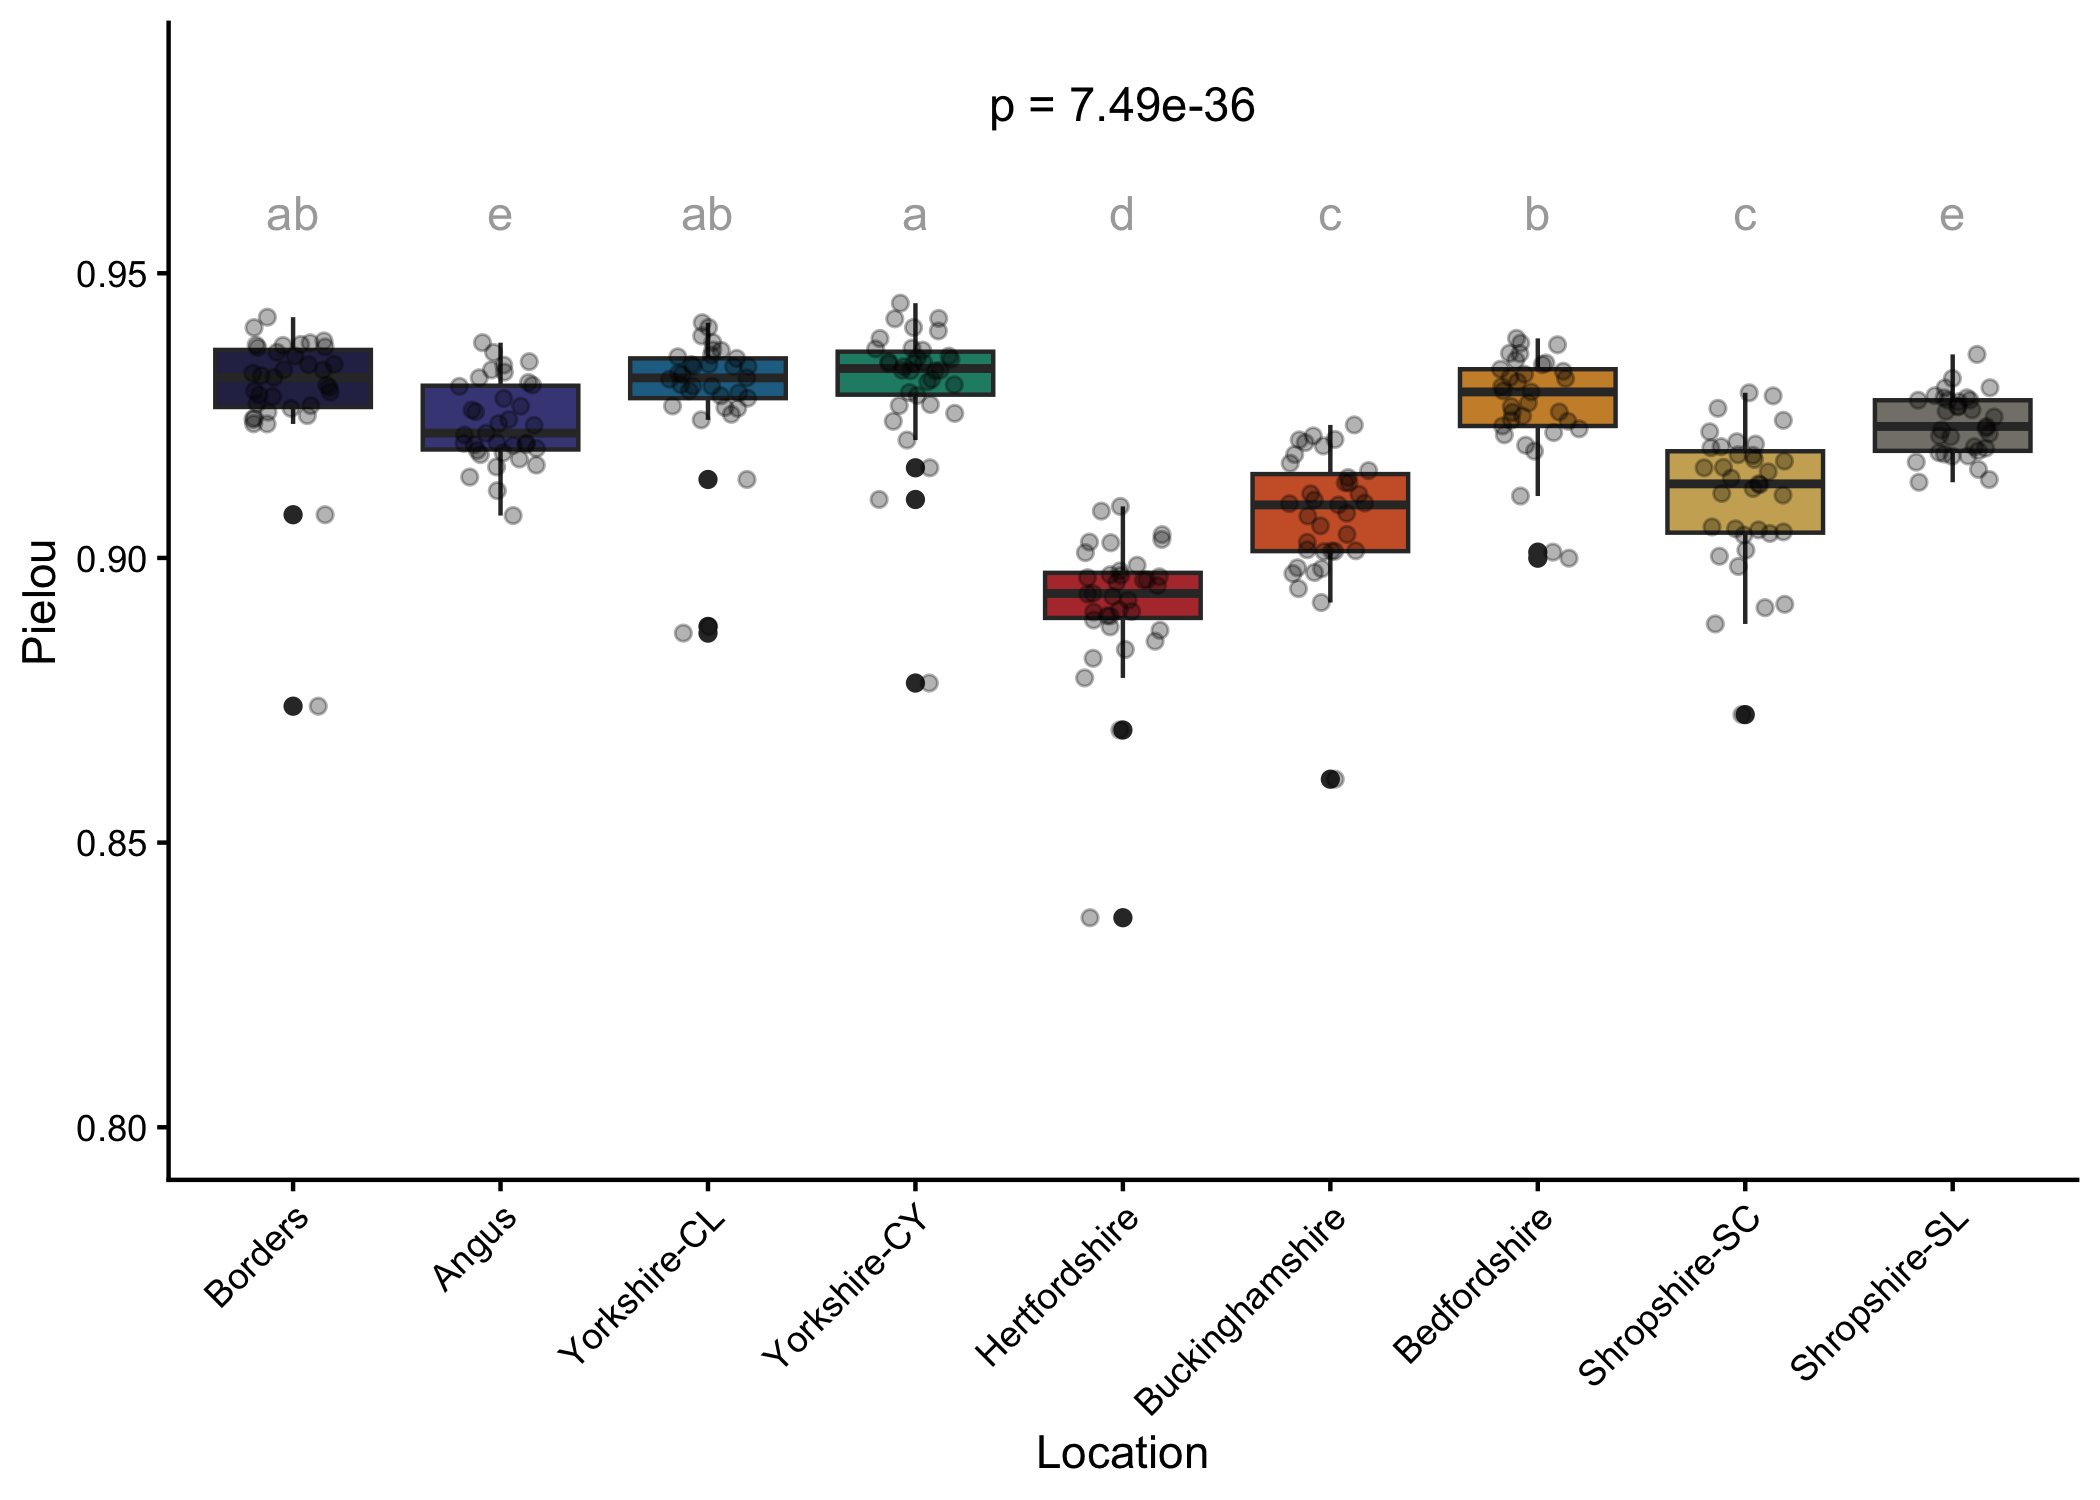 p = 7.49e-36
ab e ab a d c b c e
0.95
0.90
0.85
0.80
Pielou
Borders
Angus
Yorkshire-CL
Yorkshire-CY
Hertfordshire
Buckinghamshire
Bedfordshire
Shropshire-SC
Shropshire-SL
Location